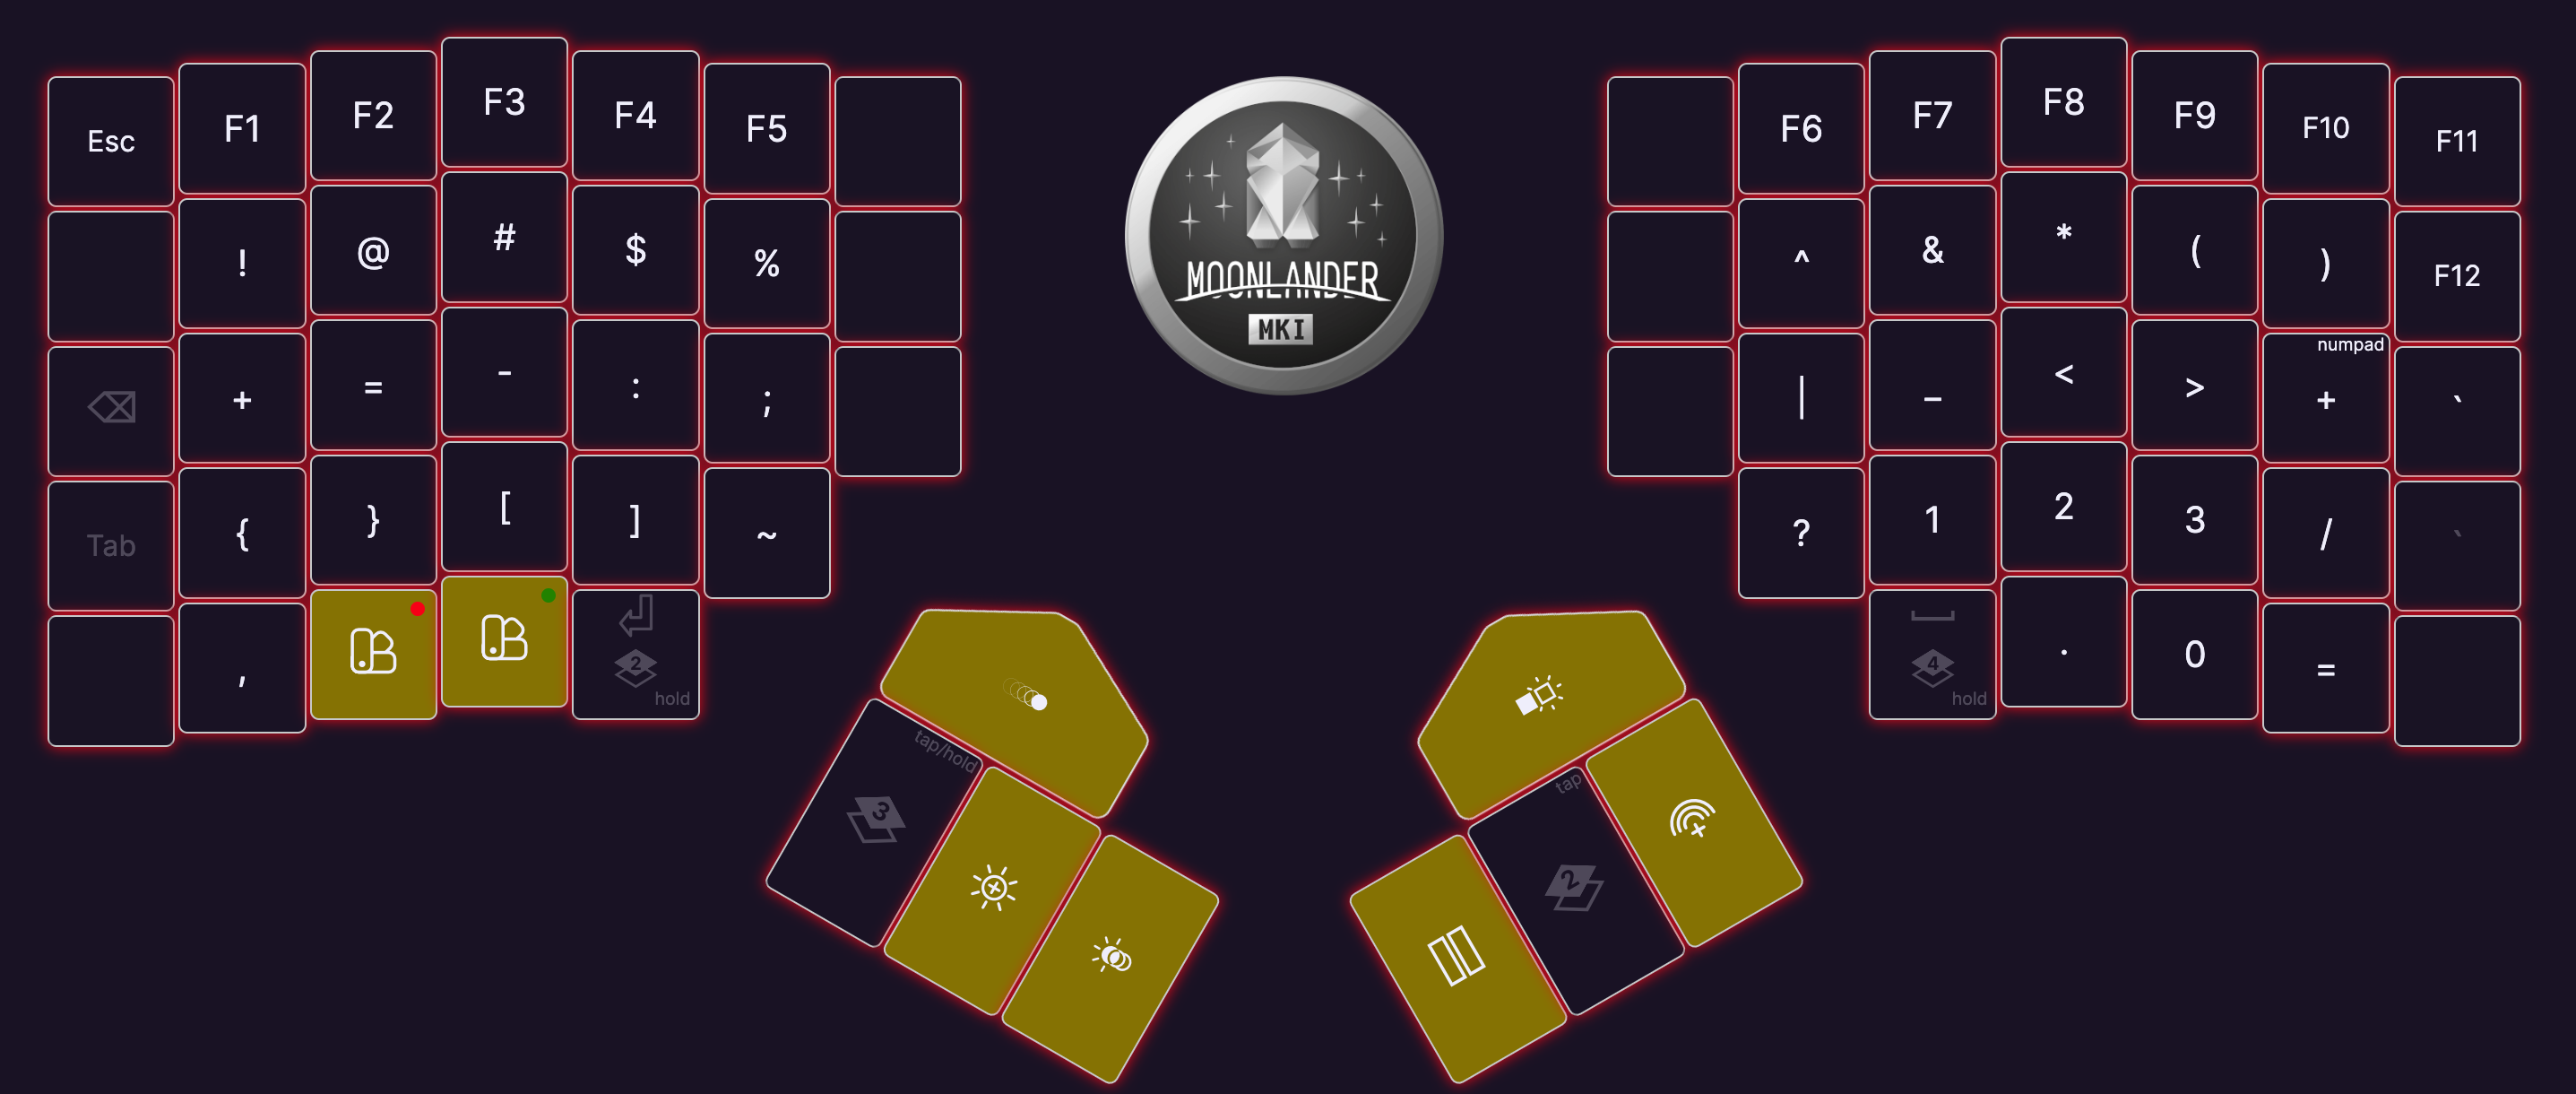 Esc F1 F2 F3 F4 F5
F6 F7 F8 F9 F10 F11
! @ # $ %
^ & * ( ) F12
MOONLANDER
MKI
+ = - : ;
numpad
| _ < > + `
Tab { } [ ] ~
? 1 2 3 / `
,
2
hold
4
hold
. 0 =
tap/hold
3
tap
2